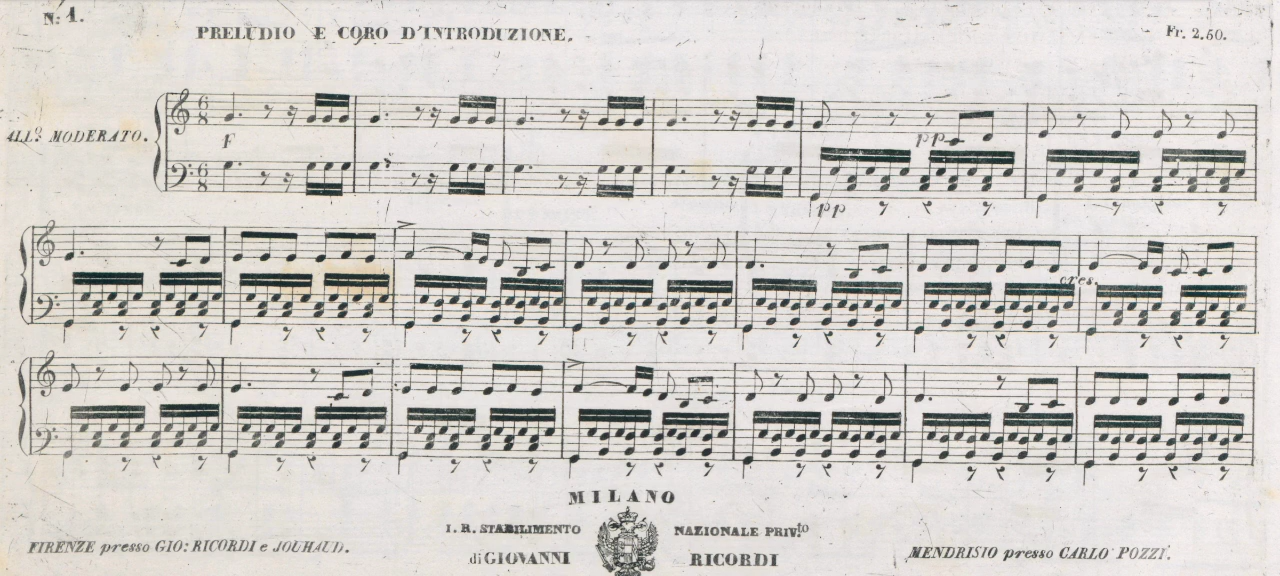 N.º 1.
PRELUDIO E CORO D'INTRODUZIONE.
Fr. 2.50.
ALL.º MODERATO.
F
pp
pp
cres.
MILANO
I. R. STABILIMENTO NAZIONALE PRIV.to
di GIOVANNI RICORDI
FIRENZE presso GIO: RICORDI e JOUHAUD.
MENDRISIO presso CARLO POZZI.